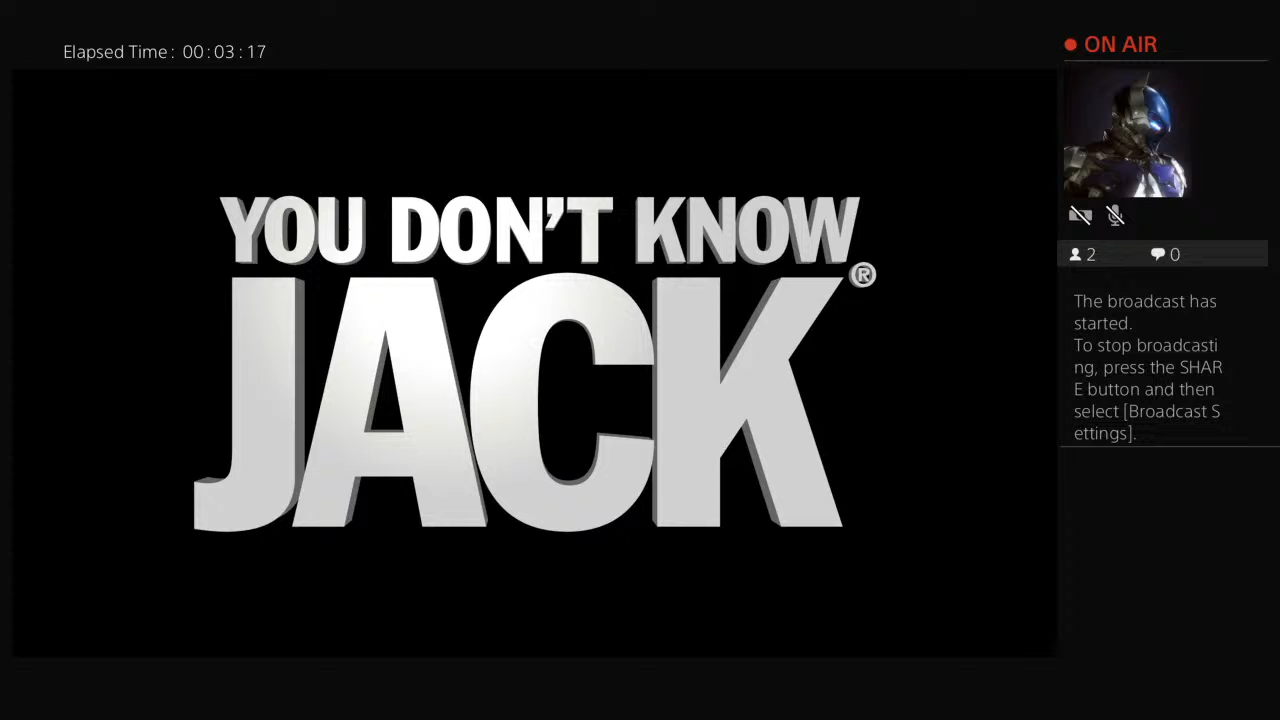 Elapsed Time: 00:03:17
ON AIR
YOU DON'T KNOW
JACK®
2 0
The broadcast has
started.
To stop broadcasti
ng, press the SHAR
E button and then
select [Broadcast S
ettings].